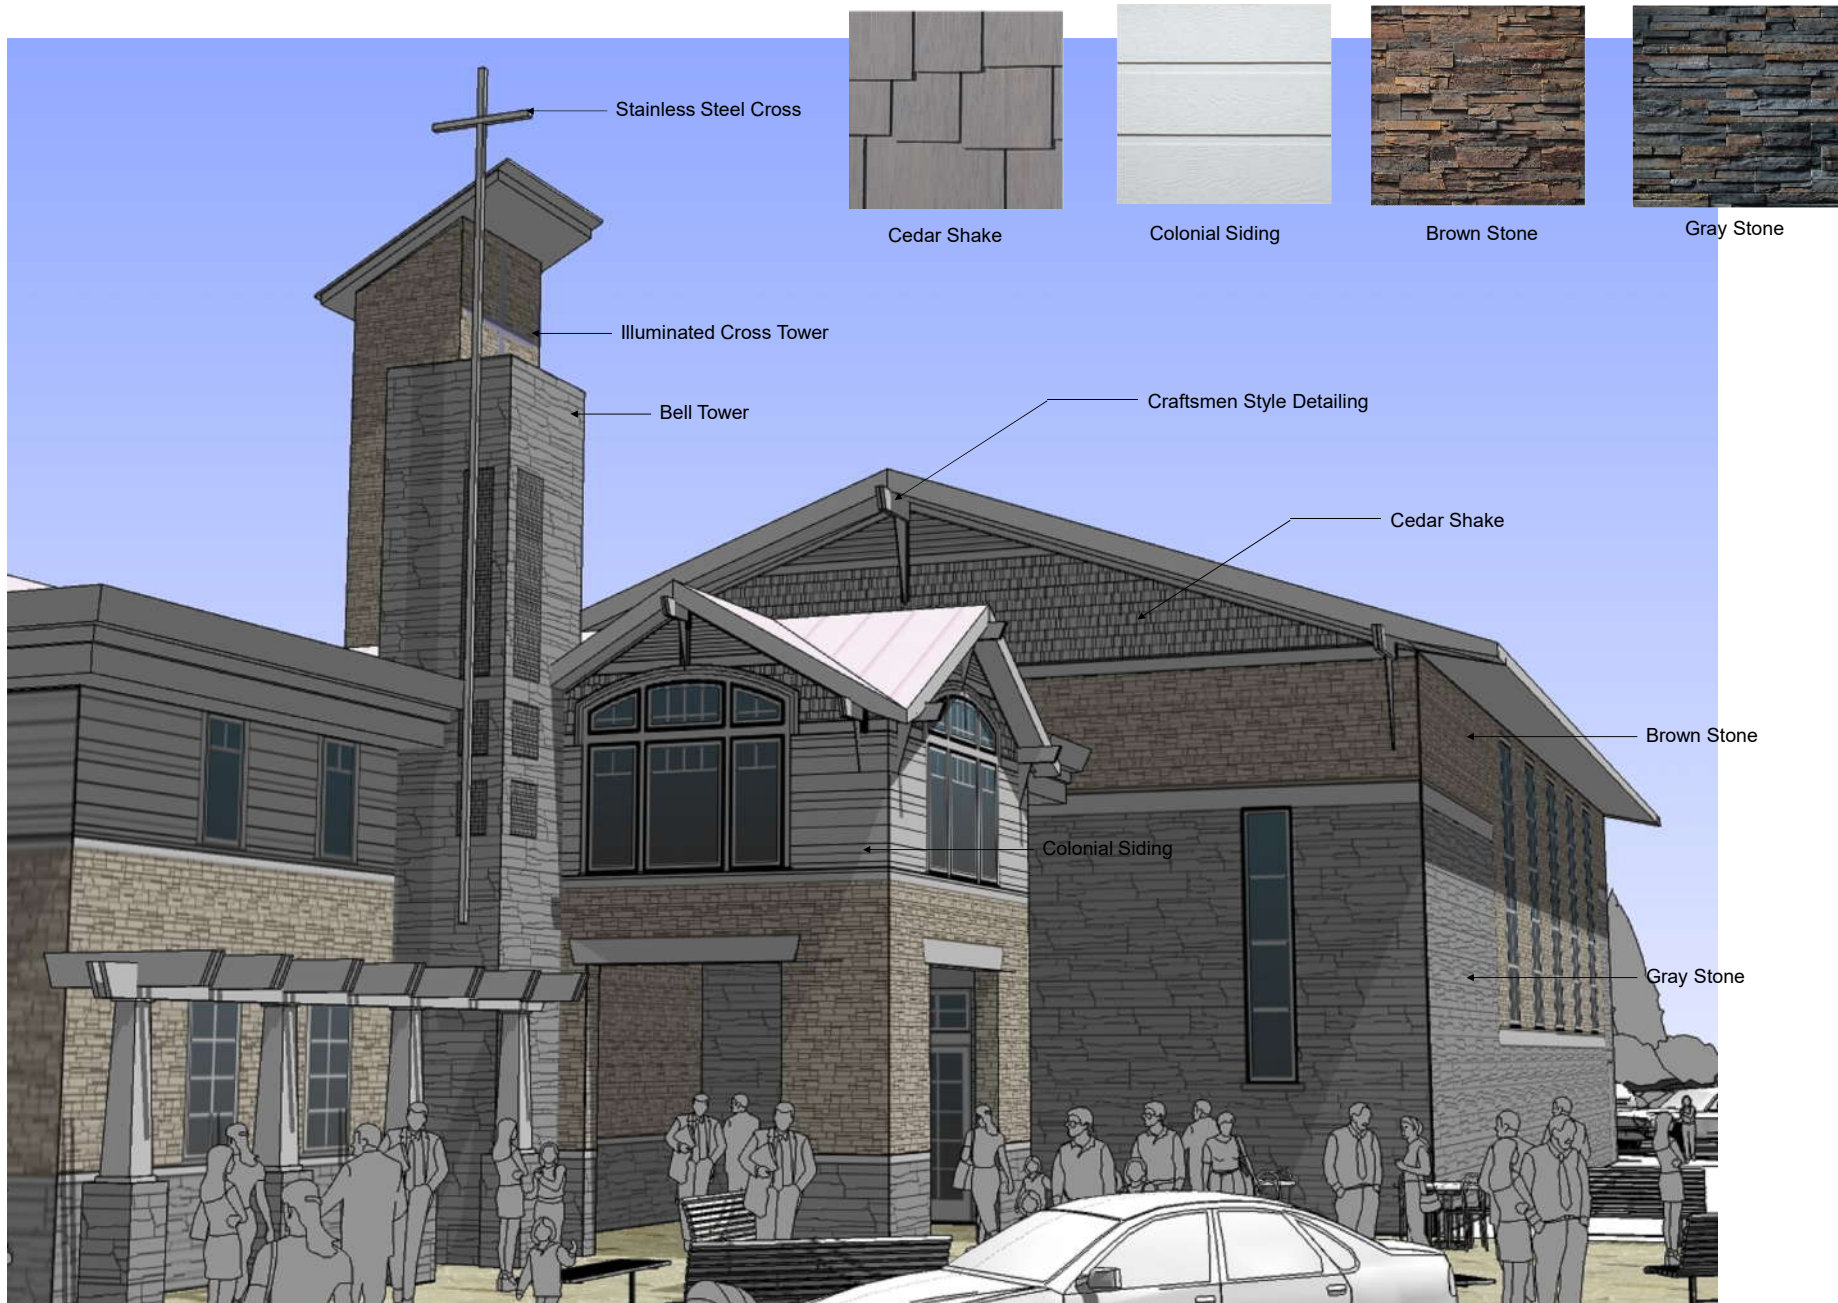 Stainless Steel Cross
Cedar Shake
Colonial Siding
Brown Stone
Gray Stone
Illuminated Cross Tower
Bell Tower
Craftsmen Style Detailing
Cedar Shake
Brown Stone
Colonial Siding
Gray Stone